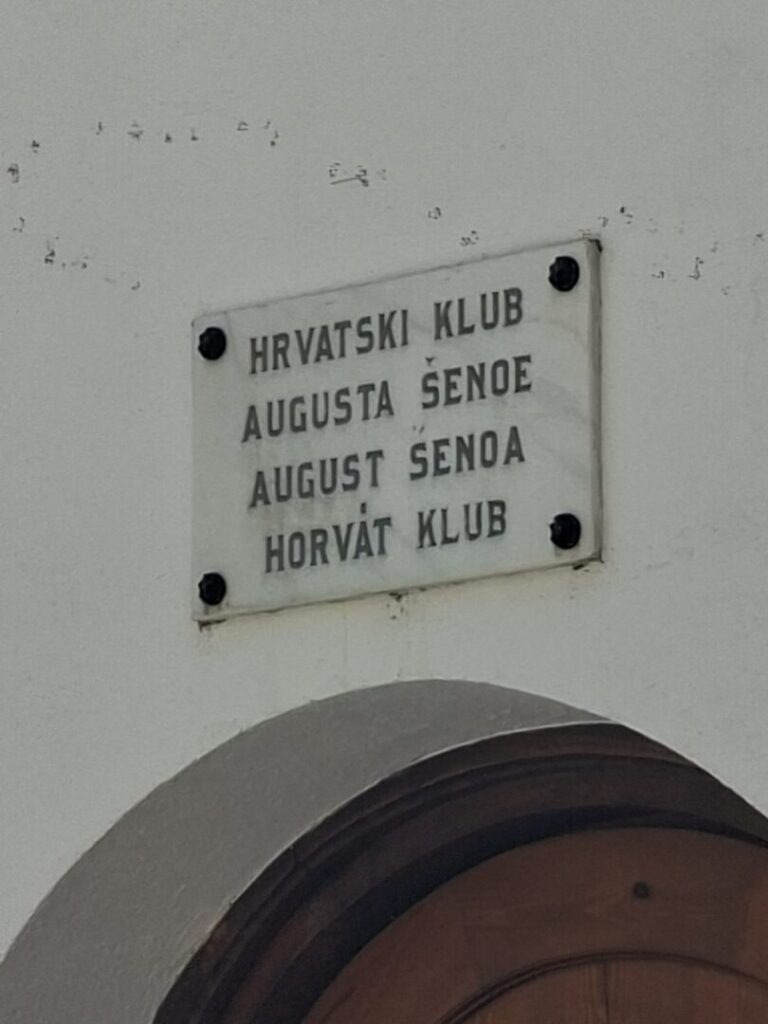 HRVATSKI KLUB
AUGUSTA ŠENOE
AUGUST ŠENOA
HORVÁT KLUB